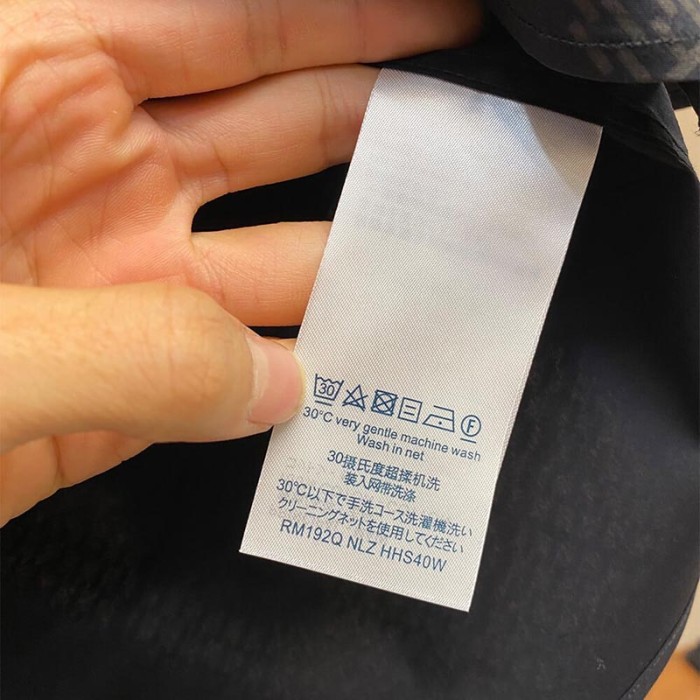 30
F
30°C very gentle machine wash
Wash in net
30摄氏度超揉机洗
装入网带洗涤
30℃以下で手洗コース洗濯機洗い
クリーニングネットを使用してください
RM192Q NLZ HHS40W